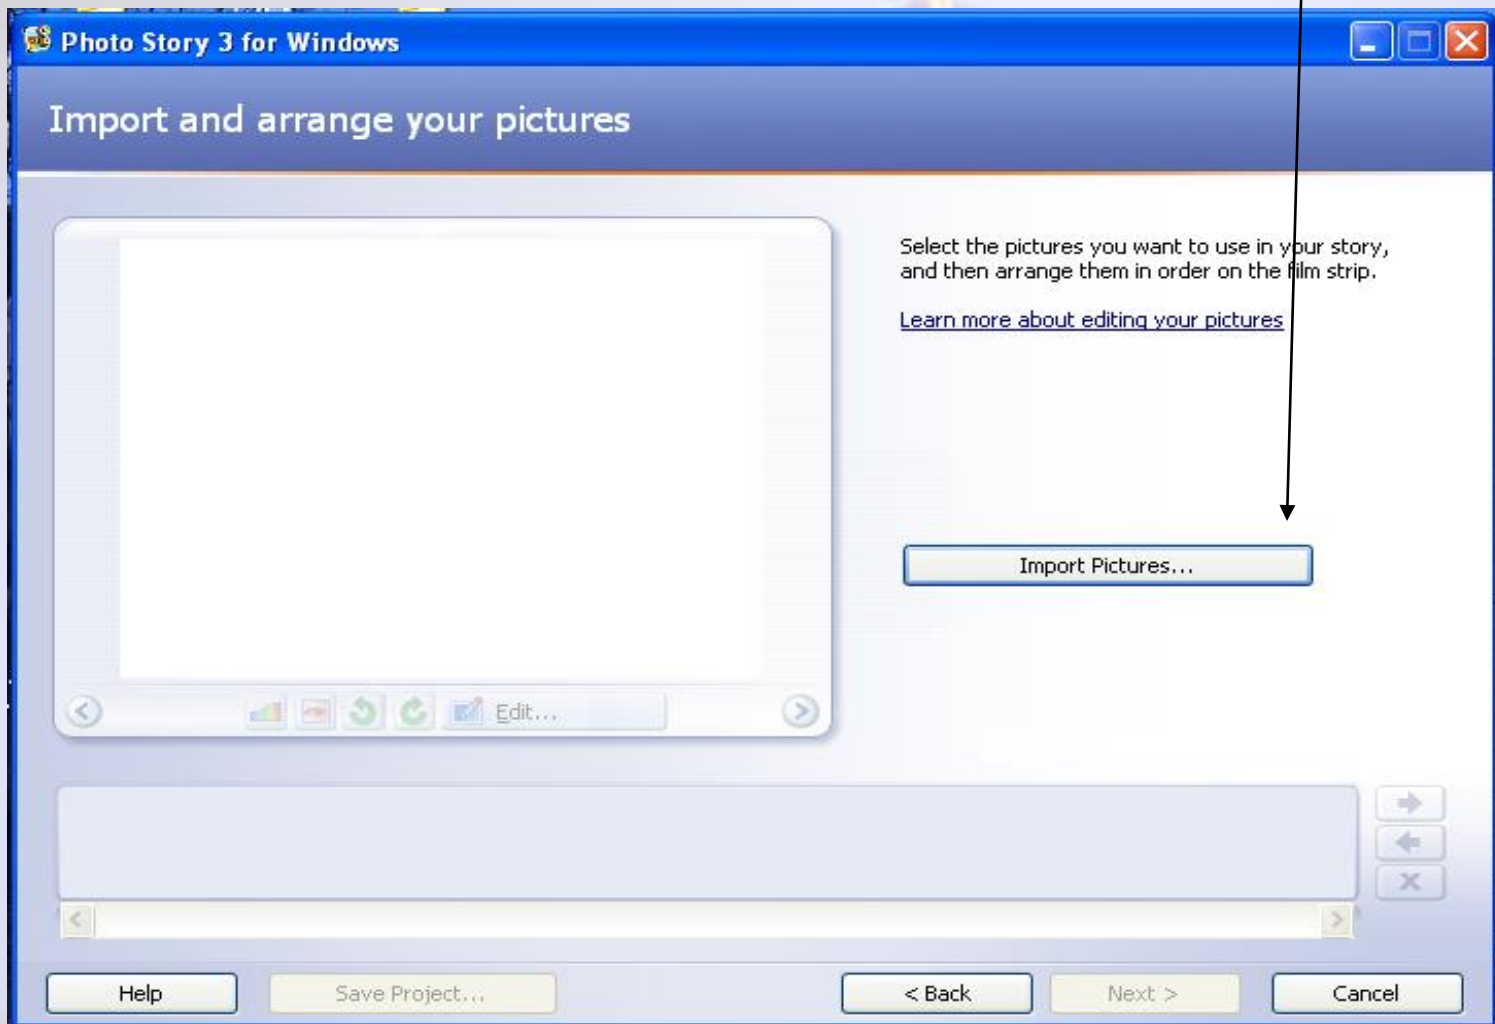 Photo Story 3 for Windows
Import and arrange your pictures
Select the pictures you want to use in your story,
and then arrange them in order on the film strip.
Learn more about editing your pictures
Import Pictures...
Edit...
Help
Save Project...
< Back
Next >
Cancel